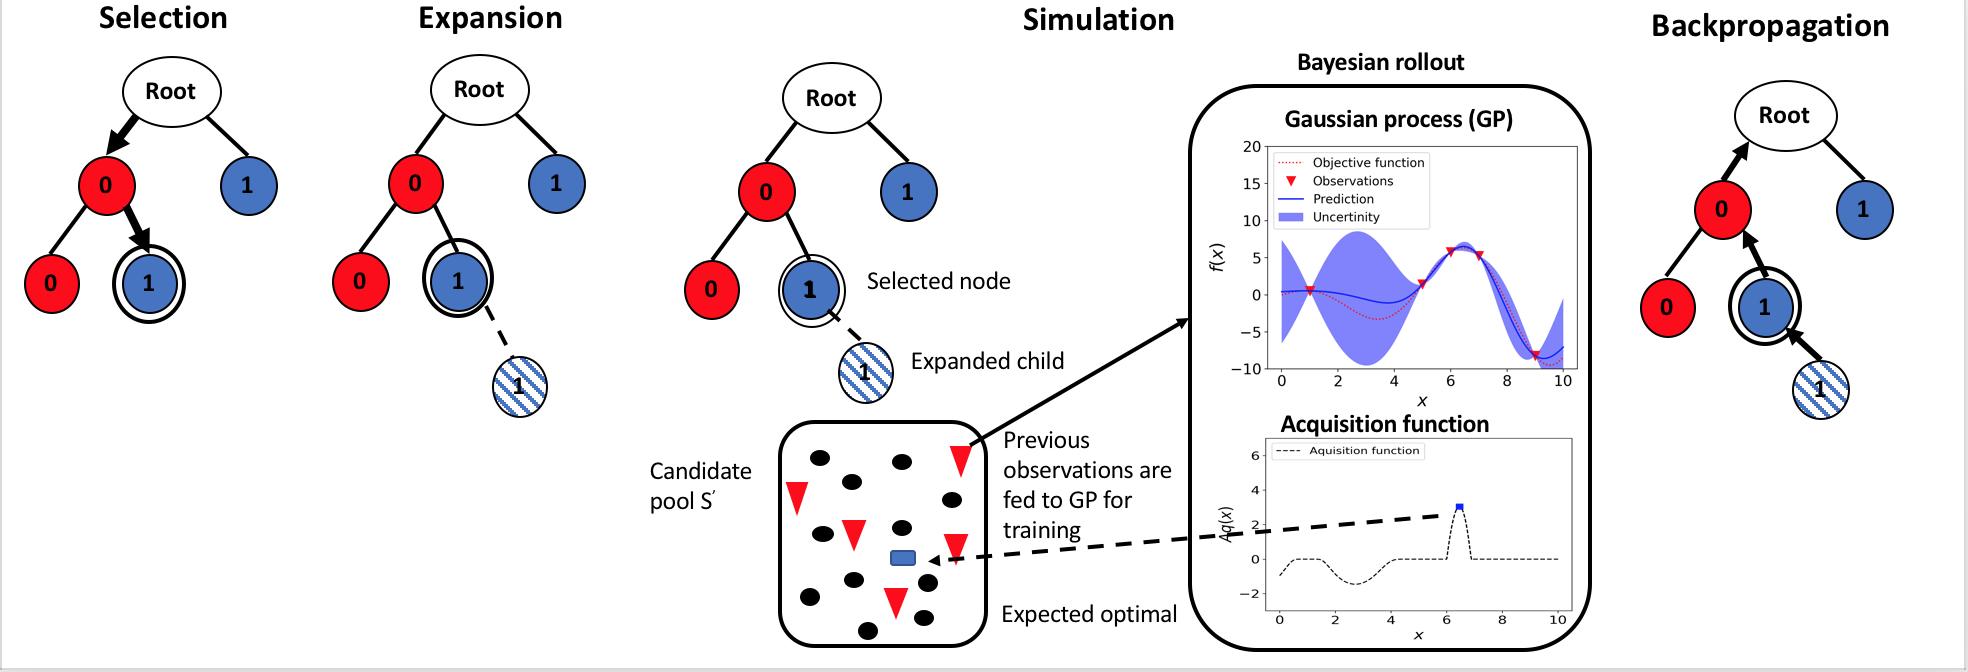 Selection
Root
0
1
0
1
Expansion
Root
0
1
0
1
1
Simulation
Root
0
1
0
1
Selected node
1
Expanded child
Candidate
pool S′
Previous
observations are
fed to GP for
training
Expected optimal
Bayesian rollout
Gaussian process (GP)
20
15
10
5
0
−5
−10
Objective function
Observations
Prediction
Uncertinity
f(x)
0 2 4 6 8 10
x
Acquisition function
6
4
2
0
−2
Aquisition function
Aq(x)
0 2 4 6 8 10
x
Backpropagation
Root
0
1
0
1
1